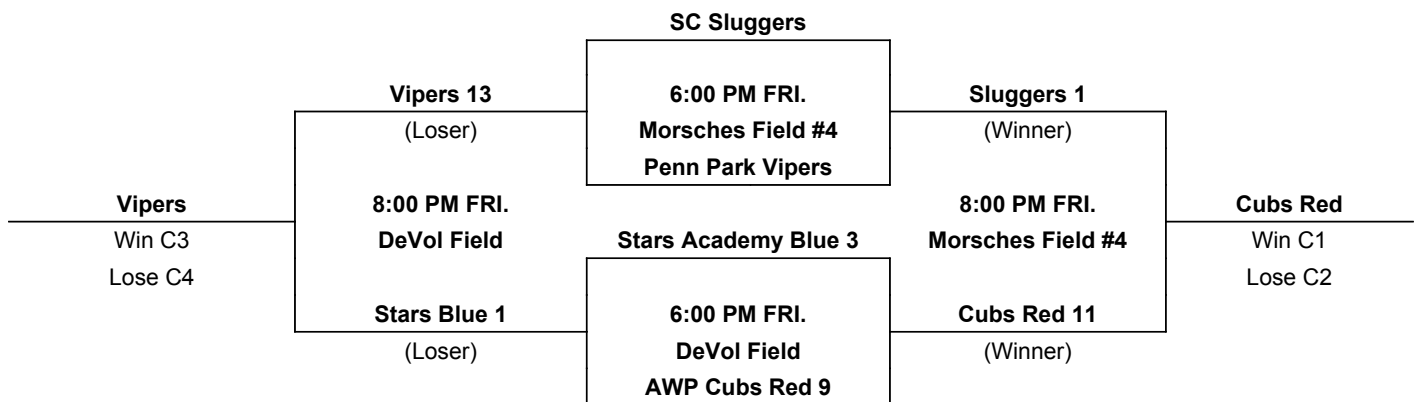 SC Sluggers
Vipers 13
6:00 PM FRI.
Sluggers 1
(Loser)
Morsches Field #4
(Winner)
Penn Park Vipers
Vipers
8:00 PM FRI.
8:00 PM FRI.
Cubs Red
Win C3
DeVol Field
Stars Academy Blue 3
Morsches Field #4
Win C1
Lose C4
Lose C2
Stars Blue 1
6:00 PM FRI.
Cubs Red 11
(Loser)
DeVol Field
(Winner)
AWP Cubs Red 9